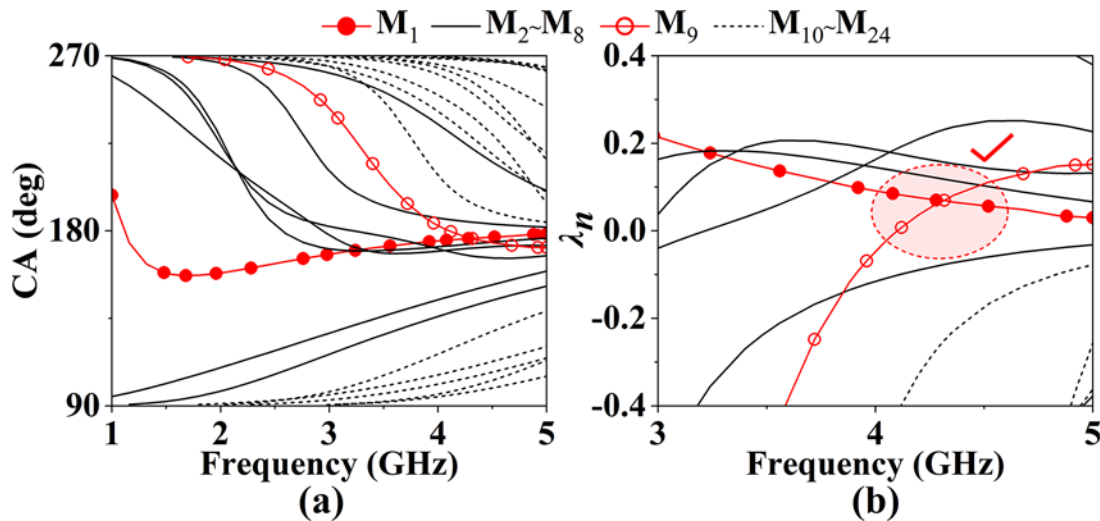 M1 M2~M8 M9 M10~M24
270
180
90
CA (deg)
1 2 3 4 5
Frequency (GHz)
(a)
0.4
0.2
0.0
-0.2
-0.4
λn
3 4 5
Frequency (GHz)
(b)